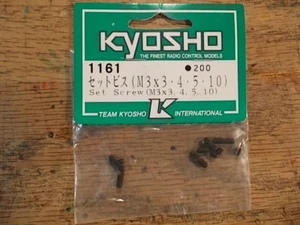 KYOSHO
THE FINEST RADIO CONTROL MODELS
1161 ●200
セットビス(M3x3・4・5・10)
Set Screw(M3x3.4.5.10)
TEAM KYOSHO K INTERNATIONAL